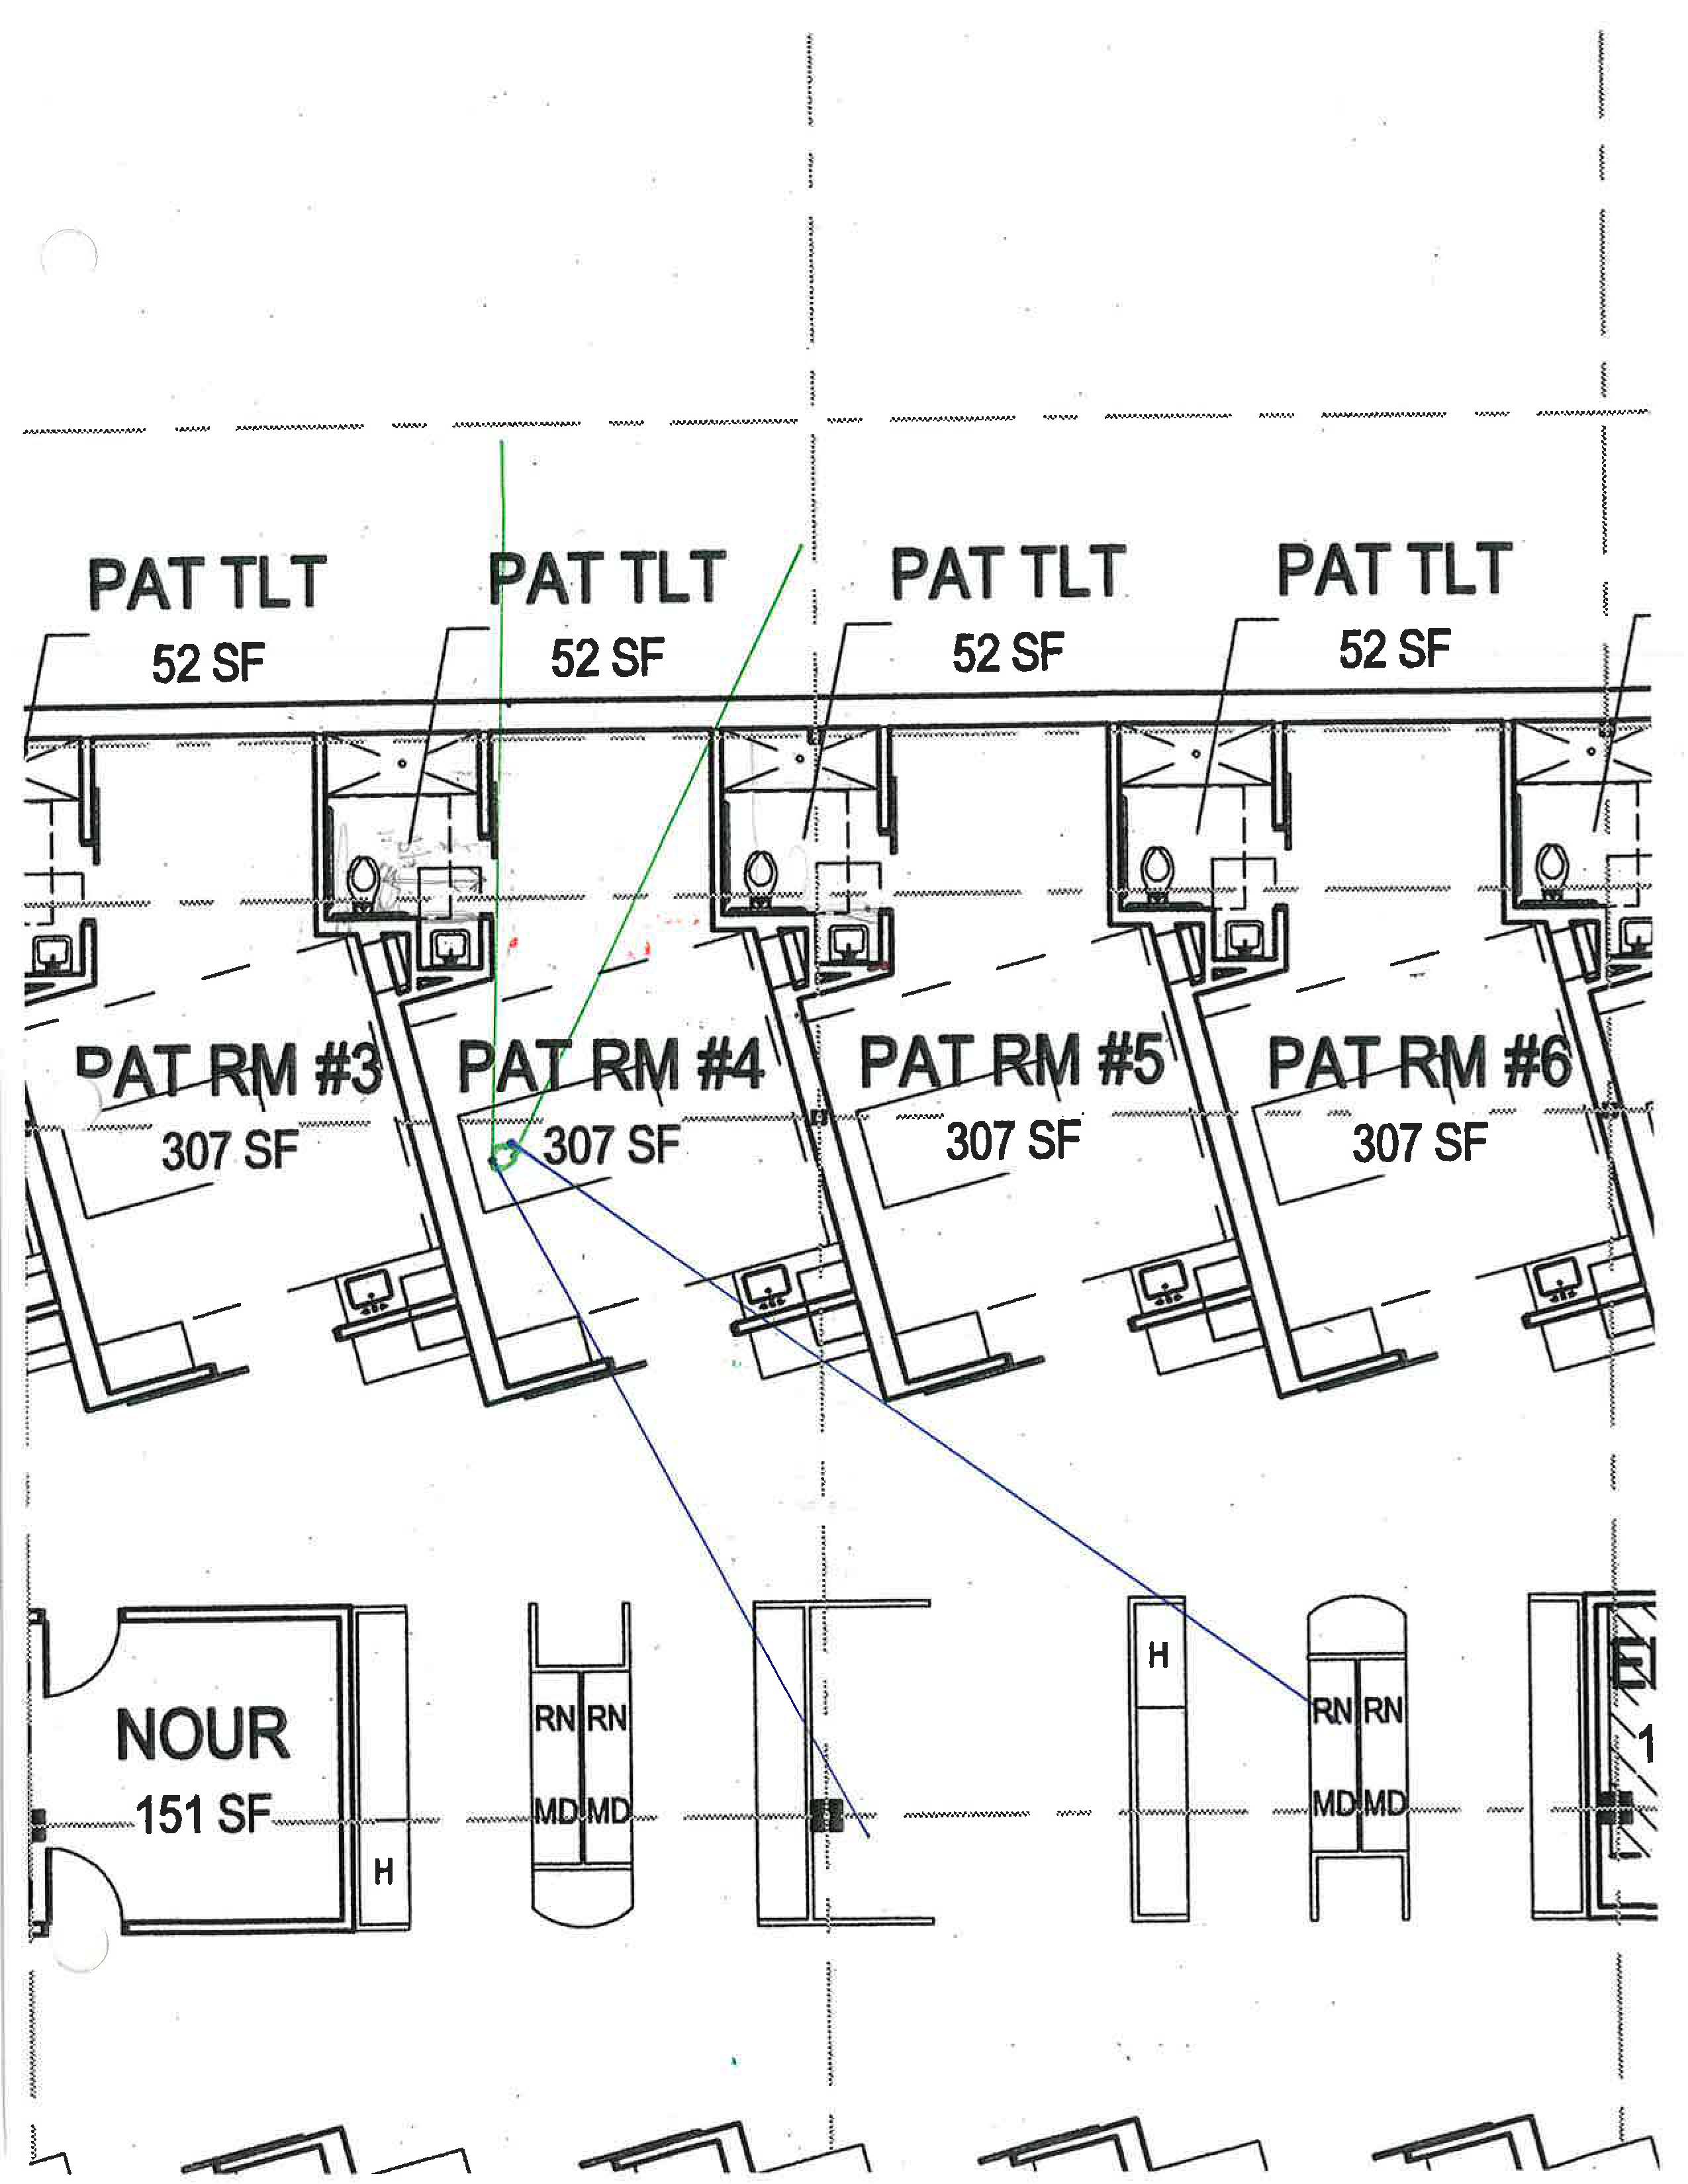 PAT TLT
52 SF
PAT TLT
52 SF
PAT TLT
52 SF
PAT TLT
52 SF
PAT RM #3
307 SF
PAT RM #4
307 SF
PAT RM #5
307 SF
PAT RM #6
307 SF
NOUR
151 SF
H
RN RN
MD MD
H
RN RN
MD MD
1